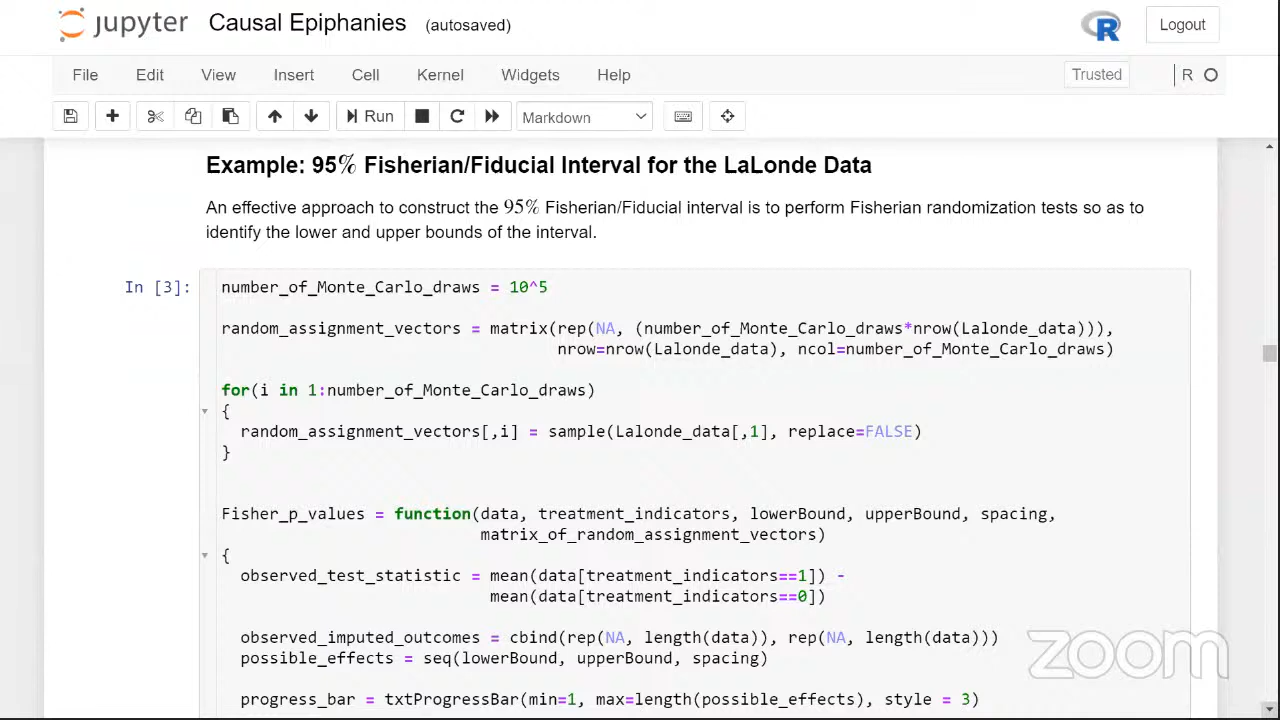 jupyter Causal Epiphanies (autosaved) R Logout
File Edit View Insert Cell Kernel Widgets Help Trusted R
Run Markdown
Example: 95% Fisherian/Fiducial Interval for the LaLonde Data
An effective approach to construct the 95% Fisherian/Fiducial interval is to perform Fisherian randomization tests so as to
identify the lower and upper bounds of the interval.
In [3]: number_of_Monte_Carlo_draws = 10^5
random_assignment_vectors = matrix(rep(NA, (number_of_Monte_Carlo_draws*nrow(Lalonde_data))),
nrow=nrow(Lalonde_data), ncol=number_of_Monte_Carlo_draws)
for(i in 1:number_of_Monte_Carlo_draws)
{
random_assignment_vectors[,i] = sample(Lalonde_data[,1], replace=FALSE)
}
Fisher_p_values = function(data, treatment_indicators, lowerBound, upperBound, spacing,
matrix_of_random_assignment_vectors)
{
observed_test_statistic = mean(data[treatment_indicators==1]) -
mean(data[treatment_indicators==0])
observed_imputed_outcomes = cbind(rep(NA, length(data)), rep(NA, length(data)))
possible_effects = seq(lowerBound, upperBound, spacing)
progress_bar = txtProgressBar(min=1, max=length(possible_effects), style = 3)
zoom